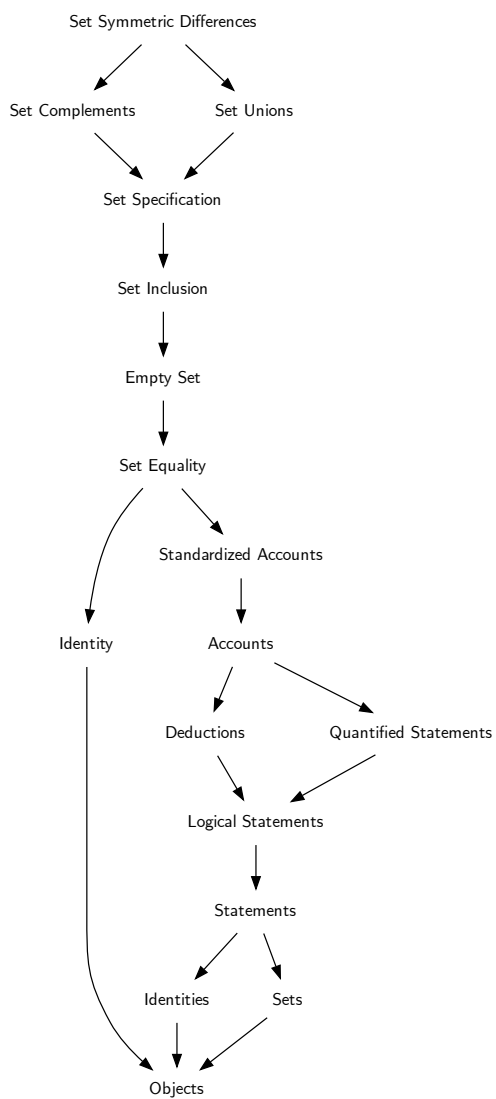 Set Symmetric Differences
Set Complements
Set Unions
Set Specification
Set Inclusion
Empty Set
Set Equality
Standardized Accounts
Identity
Accounts
Deductions
Quantified Statements
Logical Statements
Statements
Identities
Sets
Objects